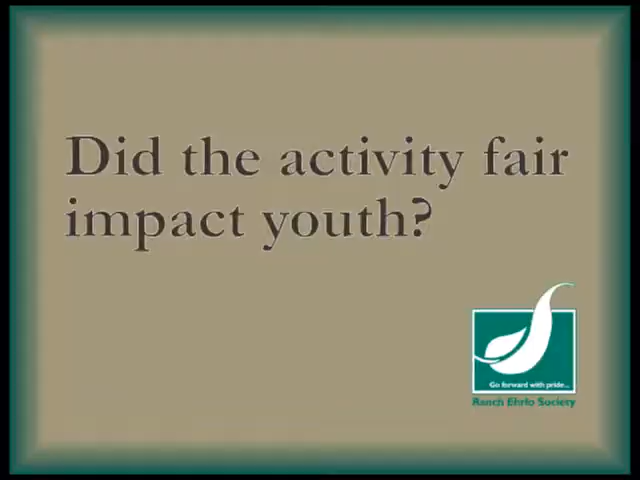 Did the activity fair
impact youth?
Go forward with pride...
Ranch Ehrlo Society